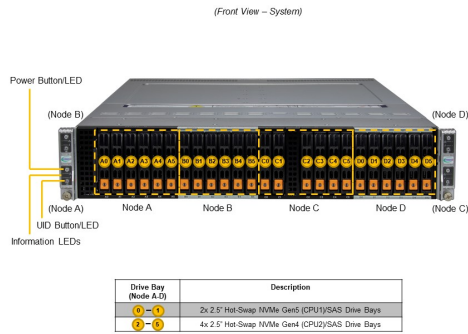 (Front View – System)
Power Button/LED
(Node B)
(Node D)
A0 A1 A2 A3 A4 A5 B0 B1 B2 B3 B4 B5 C0 C1 C2 C3 C4 C5 D0 D1 D2 D3 D4 D5
(Node A)
Node A
Node B
Node C
Node D
(Node C)
UID Button/LED
Information LEDs
Drive Bay
(Node A-D)
Description
0 – 1
2x 2.5" Hot-Swap NVMe Gen5 (CPU1)/SAS Drive Bays
2 – 5
4x 2.5" Hot-Swap NVMe Gen4 (CPU2)/SAS Drive Bays